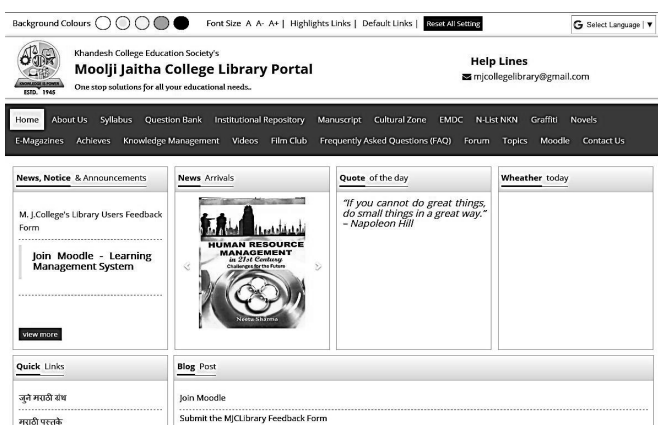 Background Colours Font Size A A- A+ | Highlights Links | Default Links | Reset All Setting
G Select Language | ▼
KNOWLEDGE IS POWER
ESTD. 1945
Khandesh College Education Society's
Moolji Jaitha College Library Portal
One stop solutions for all your educational needs..
Help Lines
mjcollegelibrary@gmail.com
Home About Us Syllabus Question Bank Institutional Repository Manuscript Cultural Zone EMDC N-List NKN Graffiti Novels
E-Magazines Achieves Knowledge Management Videos Film Club Frequently Asked Questions (FAQ) Forum Topics Moodle Contact Us
News, Notice & Announcements
M. J.College's Library Users Feedback
Form
Join Moodle - Learning
Management System
view more
News Arrivals
HUMAN RESOURCE
MANAGEMENT
in 21st Century
Challenges for the Future
Neeta Sharma
Quote of the day
“If you cannot do great things,
do small things in a great way.”
– Napoleon Hill
Wheather today
Quick Links
जुने मराठी ग्रंथ
मराठी पुस्तके
Blog Post
Join Moodle
Submit the MJCLibrary Feedback Form